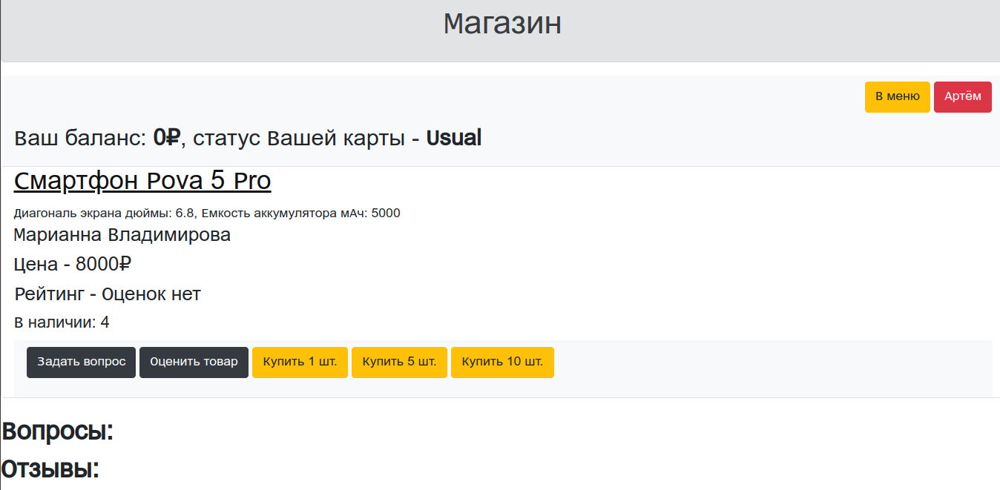 Магазин
В меню Артём
Ваш баланс: 0₽, статус Вашей карты - Usual
Смартфон Pova 5 Pro
Диагональ экрана дюймы: 6.8, Емкость аккумулятора мАч: 5000
Марианна Владимирова
Цена - 8000₽
Рейтинг - Оценок нет
В наличии: 4
Задать вопрос Оценить товар Купить 1 шт. Купить 5 шт. Купить 10 шт.
Вопросы:
Отзывы: